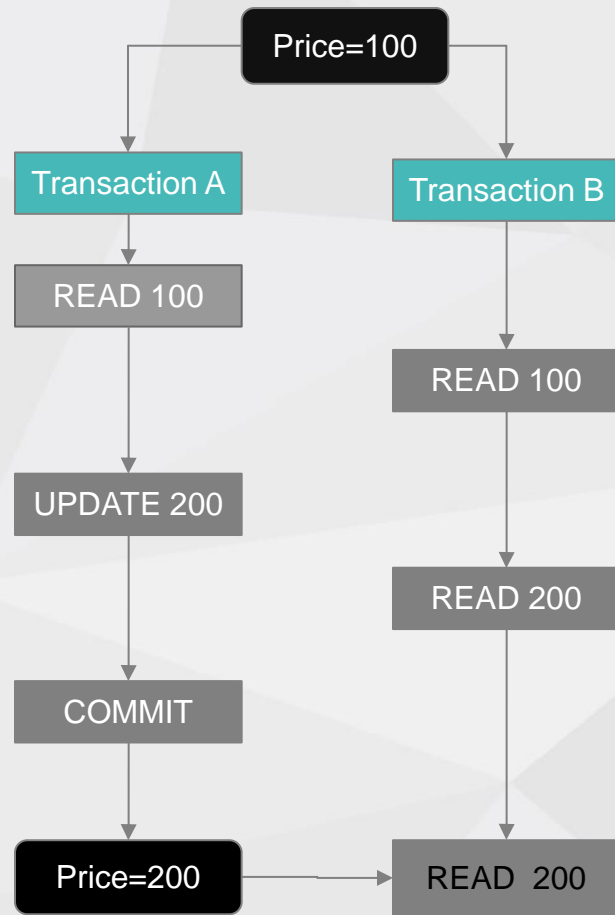 Price=100
Transaction A
Transaction B
READ 100
READ 100
UPDATE 200
READ 200
COMMIT
Price=200
READ  200